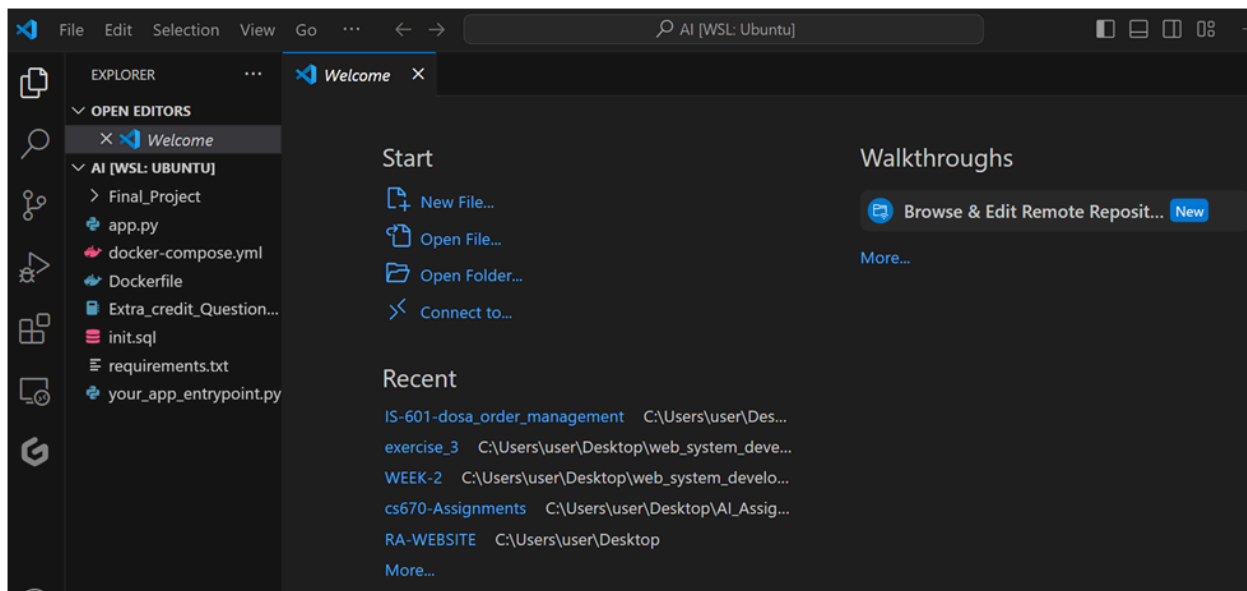 File Edit Selection View Go ··· AI [WSL: Ubuntu]
EXPLORER ···
OPEN EDITORS
Welcome
AI [WSL: UBUNTU]
Final_Project
app.py
docker-compose.yml
Dockerfile
Extra_credit_Question...
init.sql
requirements.txt
your_app_entrypoint.py
Welcome
Start
New File...
Open File...
Open Folder...
Connect to...
Recent
IS-601-dosa_order_management C:\Users\user\Des...
exercise_3 C:\Users\user\Desktop\web_system_deve...
WEEK-2 C:\Users\user\Desktop\web_system_develo...
cs670-Assignments C:\Users\user\Desktop\AI_Assig...
RA-WEBSITE C:\Users\user\Desktop
More...
Walkthroughs
Browse & Edit Remote Reposit... New
More...